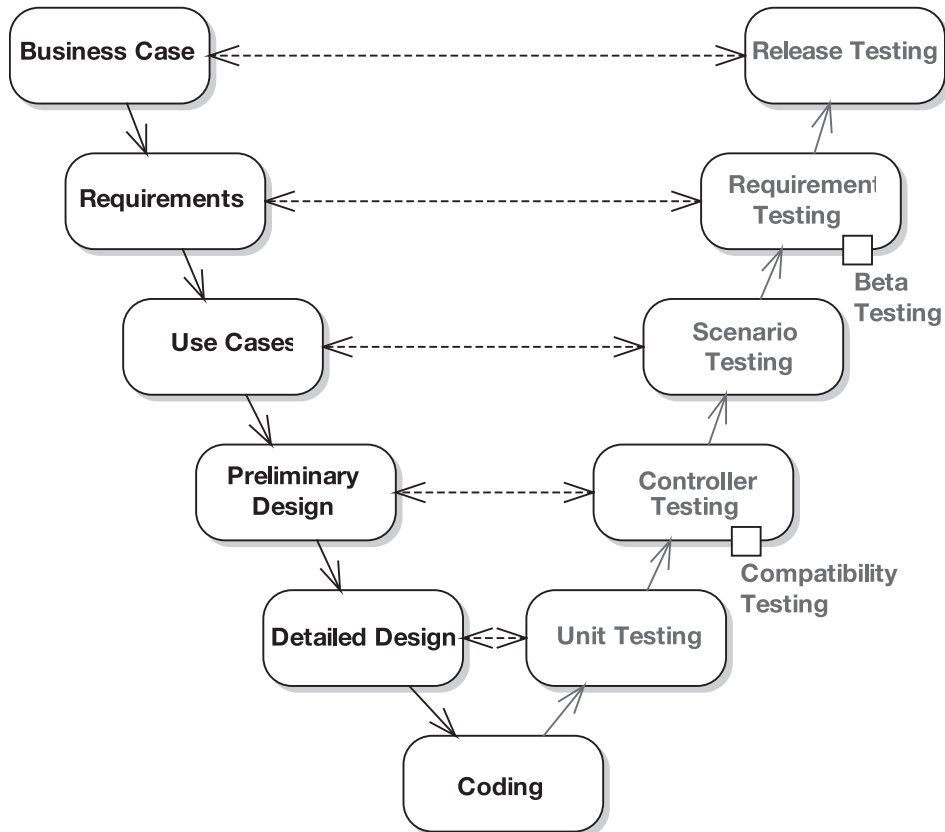 Business Case
Release Testing
Requirements
Requirement
Testing
Beta
Testing
Use Cases
Scenario
Testing
Preliminary
Design
Controller
Testing
Compatibility
Testing
Detailed Design
Unit Testing
Coding